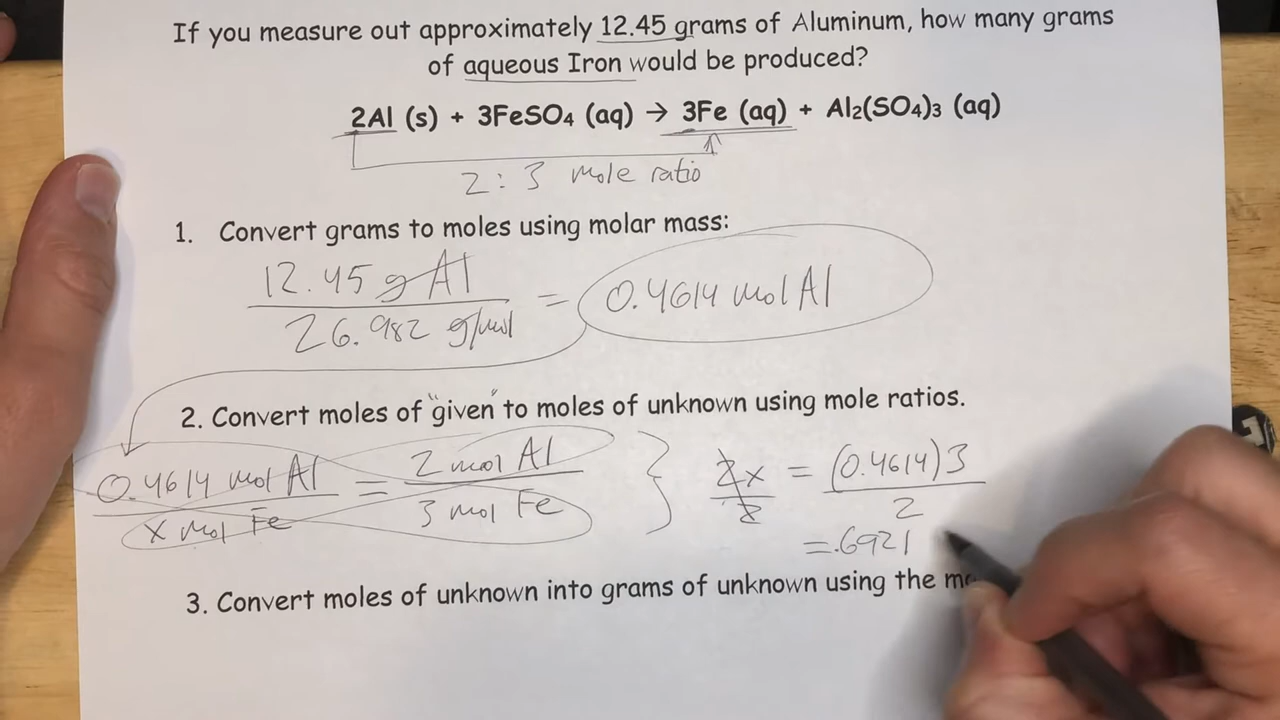 If you measure out approximately 12.45 grams of Aluminum, how many grams
of aqueous Iron would be produced?
2Al (s) + 3FeSO₄ (aq) → 3Fe (aq) + Al₂(SO₄)₃ (aq)
2 : 3 mole ratio
1. Convert grams to moles using molar mass:
12.45 g Al
26.982 g/mol
= 0.4614 mol Al
2. Convert moles of "given" to moles of unknown using mole ratios.
0.4614 mol Al = 2 mol Al
x mol Fe 3 mol Fe
2x = (0.4614)3
2 2
=.6921
3. Convert moles of unknown into grams of unknown using the